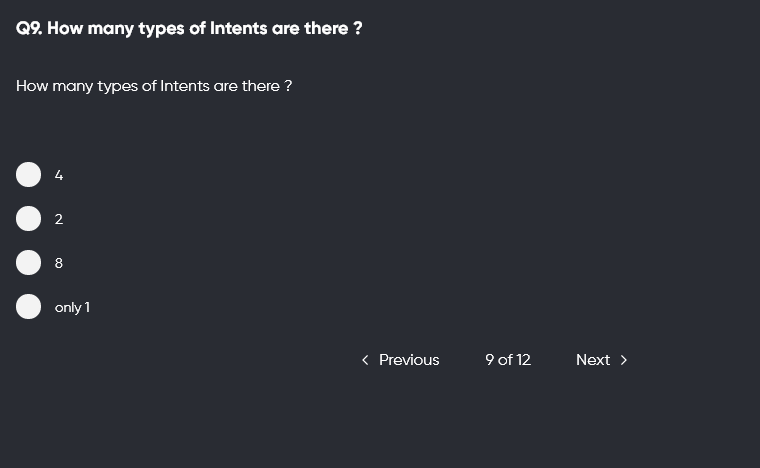 Q9. How many types of Intents are there ?
How many types of Intents are there ?
4
2
8
only 1
Previous 9 of 12 Next